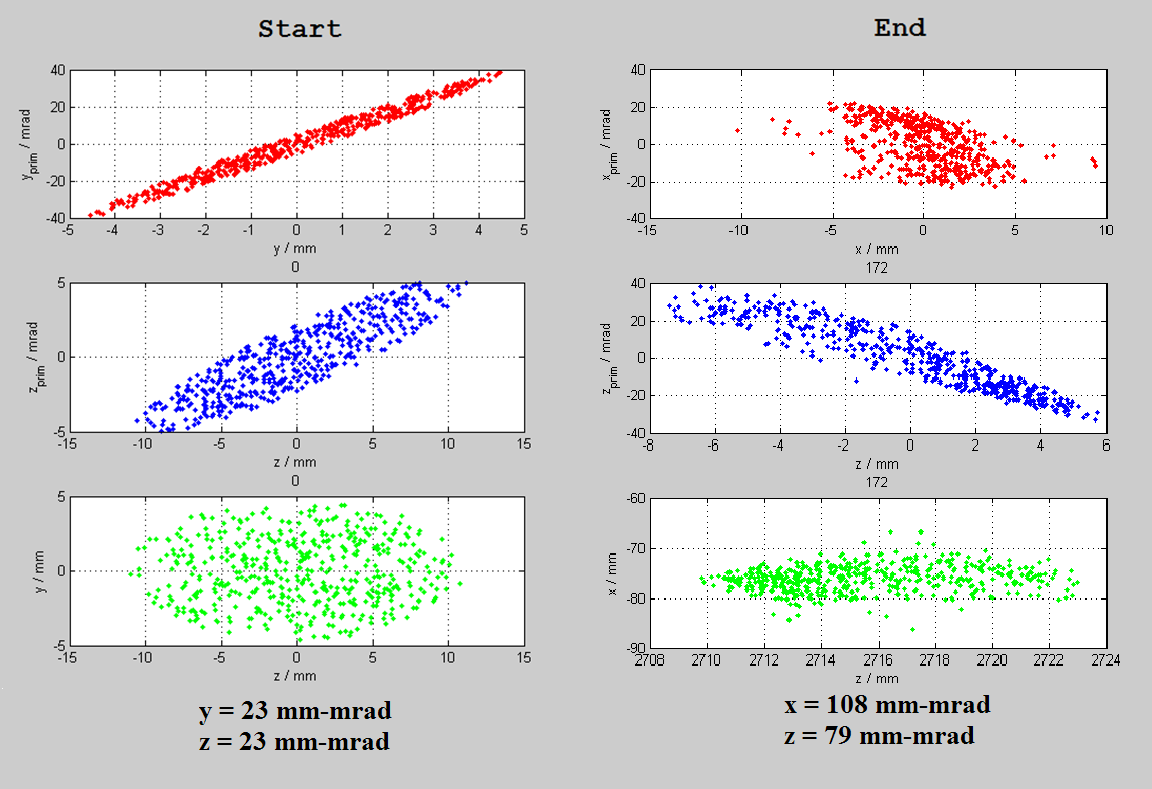 Start
40
20
0
-20
-40
y_prim / mrad
-5 -4 -3 -2 -1 0 1 2 3 4 5
y / mm
0
5
0
-5
z_prim / mrad
-15 -10 -5 0 5 10 15
z / mm
0
5
0
-5
y / mm
-15 -10 -5 0 5 10 15
z / mm
y = 23 mm-mrad
z = 23 mm-mrad
End
40
20
0
-20
-40
x_prim / mrad
-15 -10 -5 0 5 10
x / mm
172
40
20
0
-20
-40
z_prim / mrad
-8 -6 -4 -2 0 2 4 6
z / mm
172
-60
-70
-80
-90
x / mm
2708 2710 2712 2714 2716 2718 2720 2722 2724
z / mm
x = 108 mm-mrad
z = 79 mm-mrad